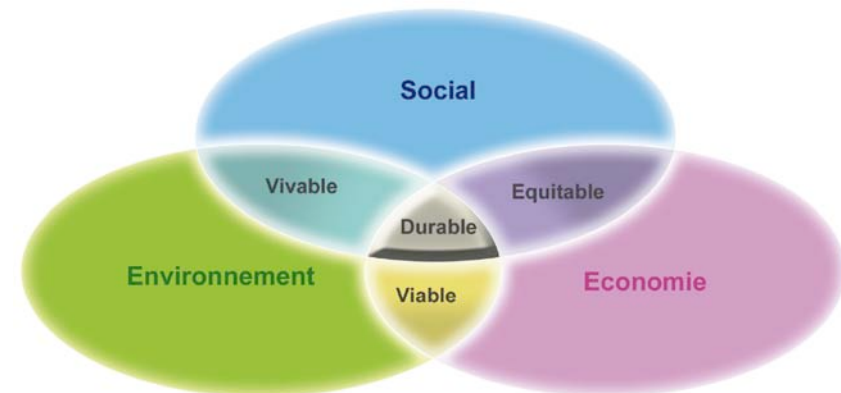 Social
Vivable
Equitable
Durable
Environnement
Economie
Viable